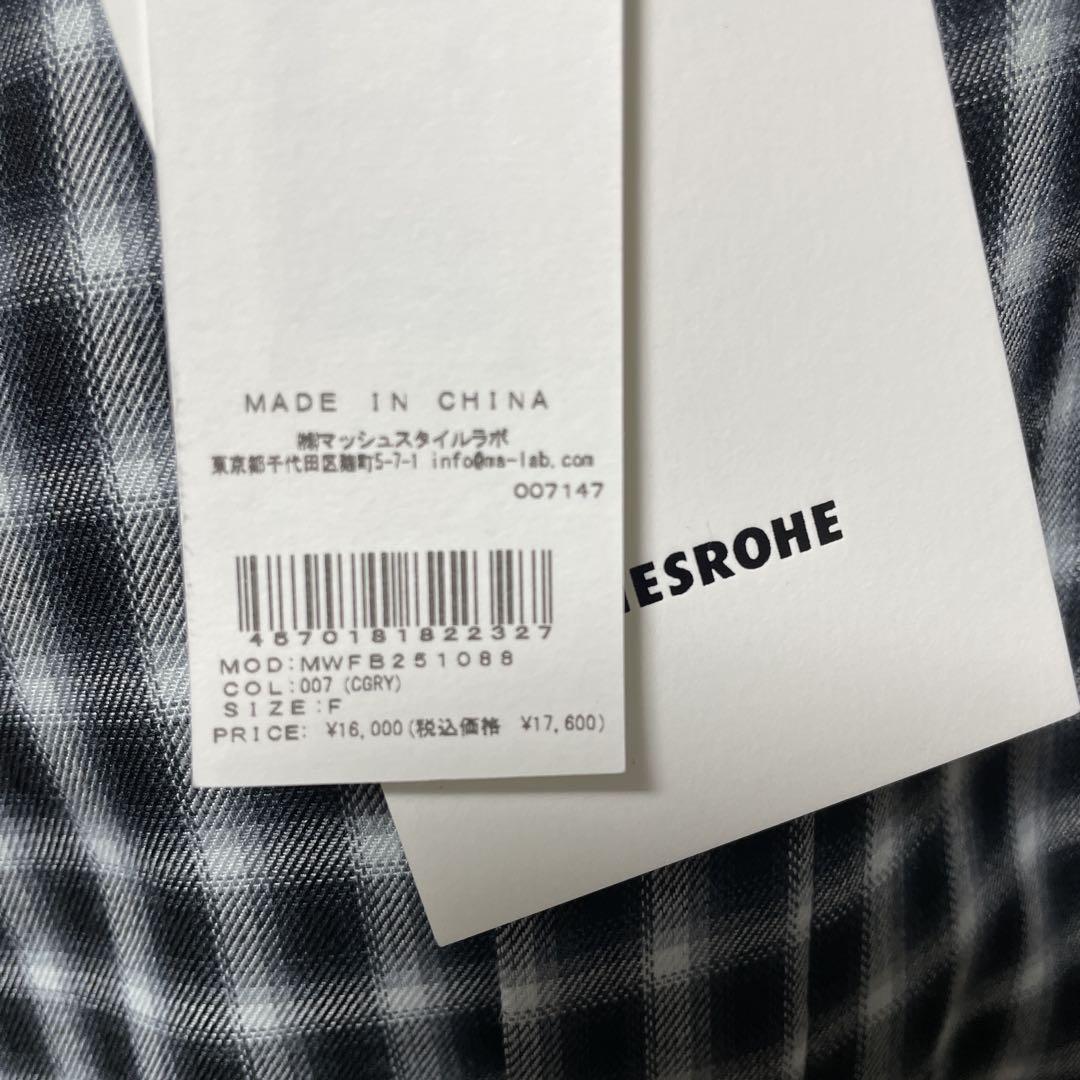 MADE IN CHINA
㈱マッシュスタイルラボ
東京都千代田区麹町5-7-1 info@ma-lab.com
007147
4570181822327
MOD:MWFB251088
COL:007 (CGRY)
SIZE:F
PRICE: ¥16,000(税込価格 ¥17,600)
ESROHE